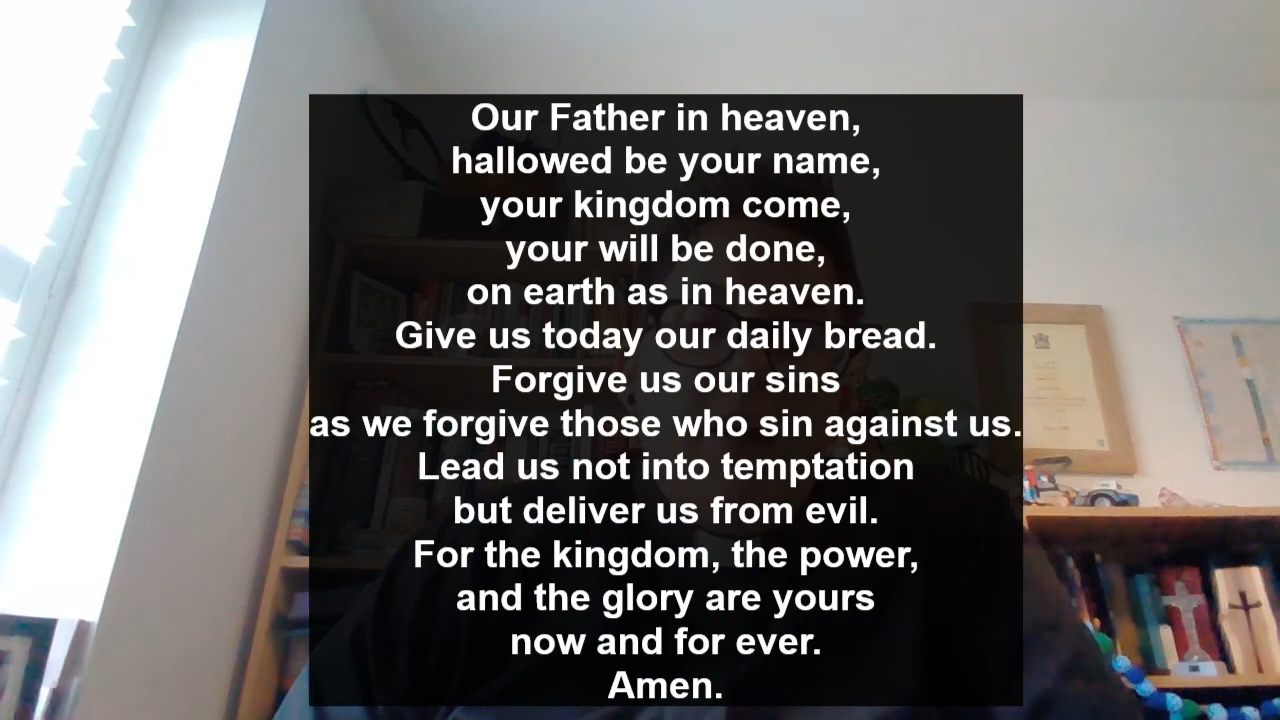 Our Father in heaven,
hallowed be your name,
your kingdom come,
your will be done,
on earth as in heaven.
Give us today our daily bread.
Forgive us our sins
as we forgive those who sin against us.
Lead us not into temptation
but deliver us from evil.
For the kingdom, the power,
and the glory are yours
now and for ever.
Amen.